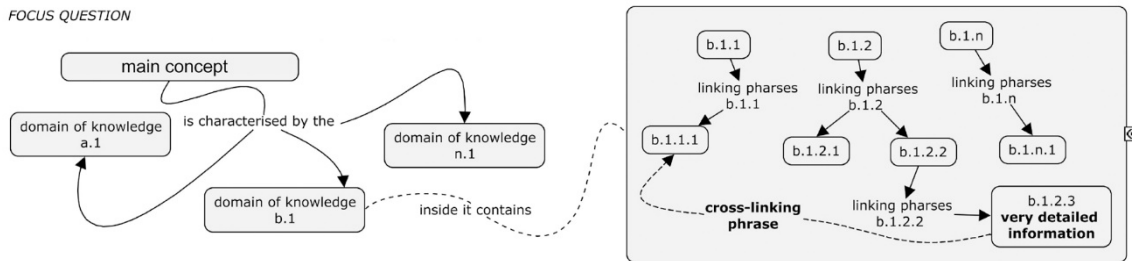 FOCUS QUESTION
main concept
is characterised by the
domain of knowledge
a.1
domain of knowledge
n.1
domain of knowledge
b.1
inside it contains
b.1.1
b.1.2
b.1.n
linking pharses
b.1.1
linking pharses
b.1.2
linking pharses
b.1.n
b.1.1.1
b.1.2.1
b.1.2.2
b.1.n.1
cross-linking
phrase
linking pharses
b.1.2.2
b.1.2.3
very detailed
information